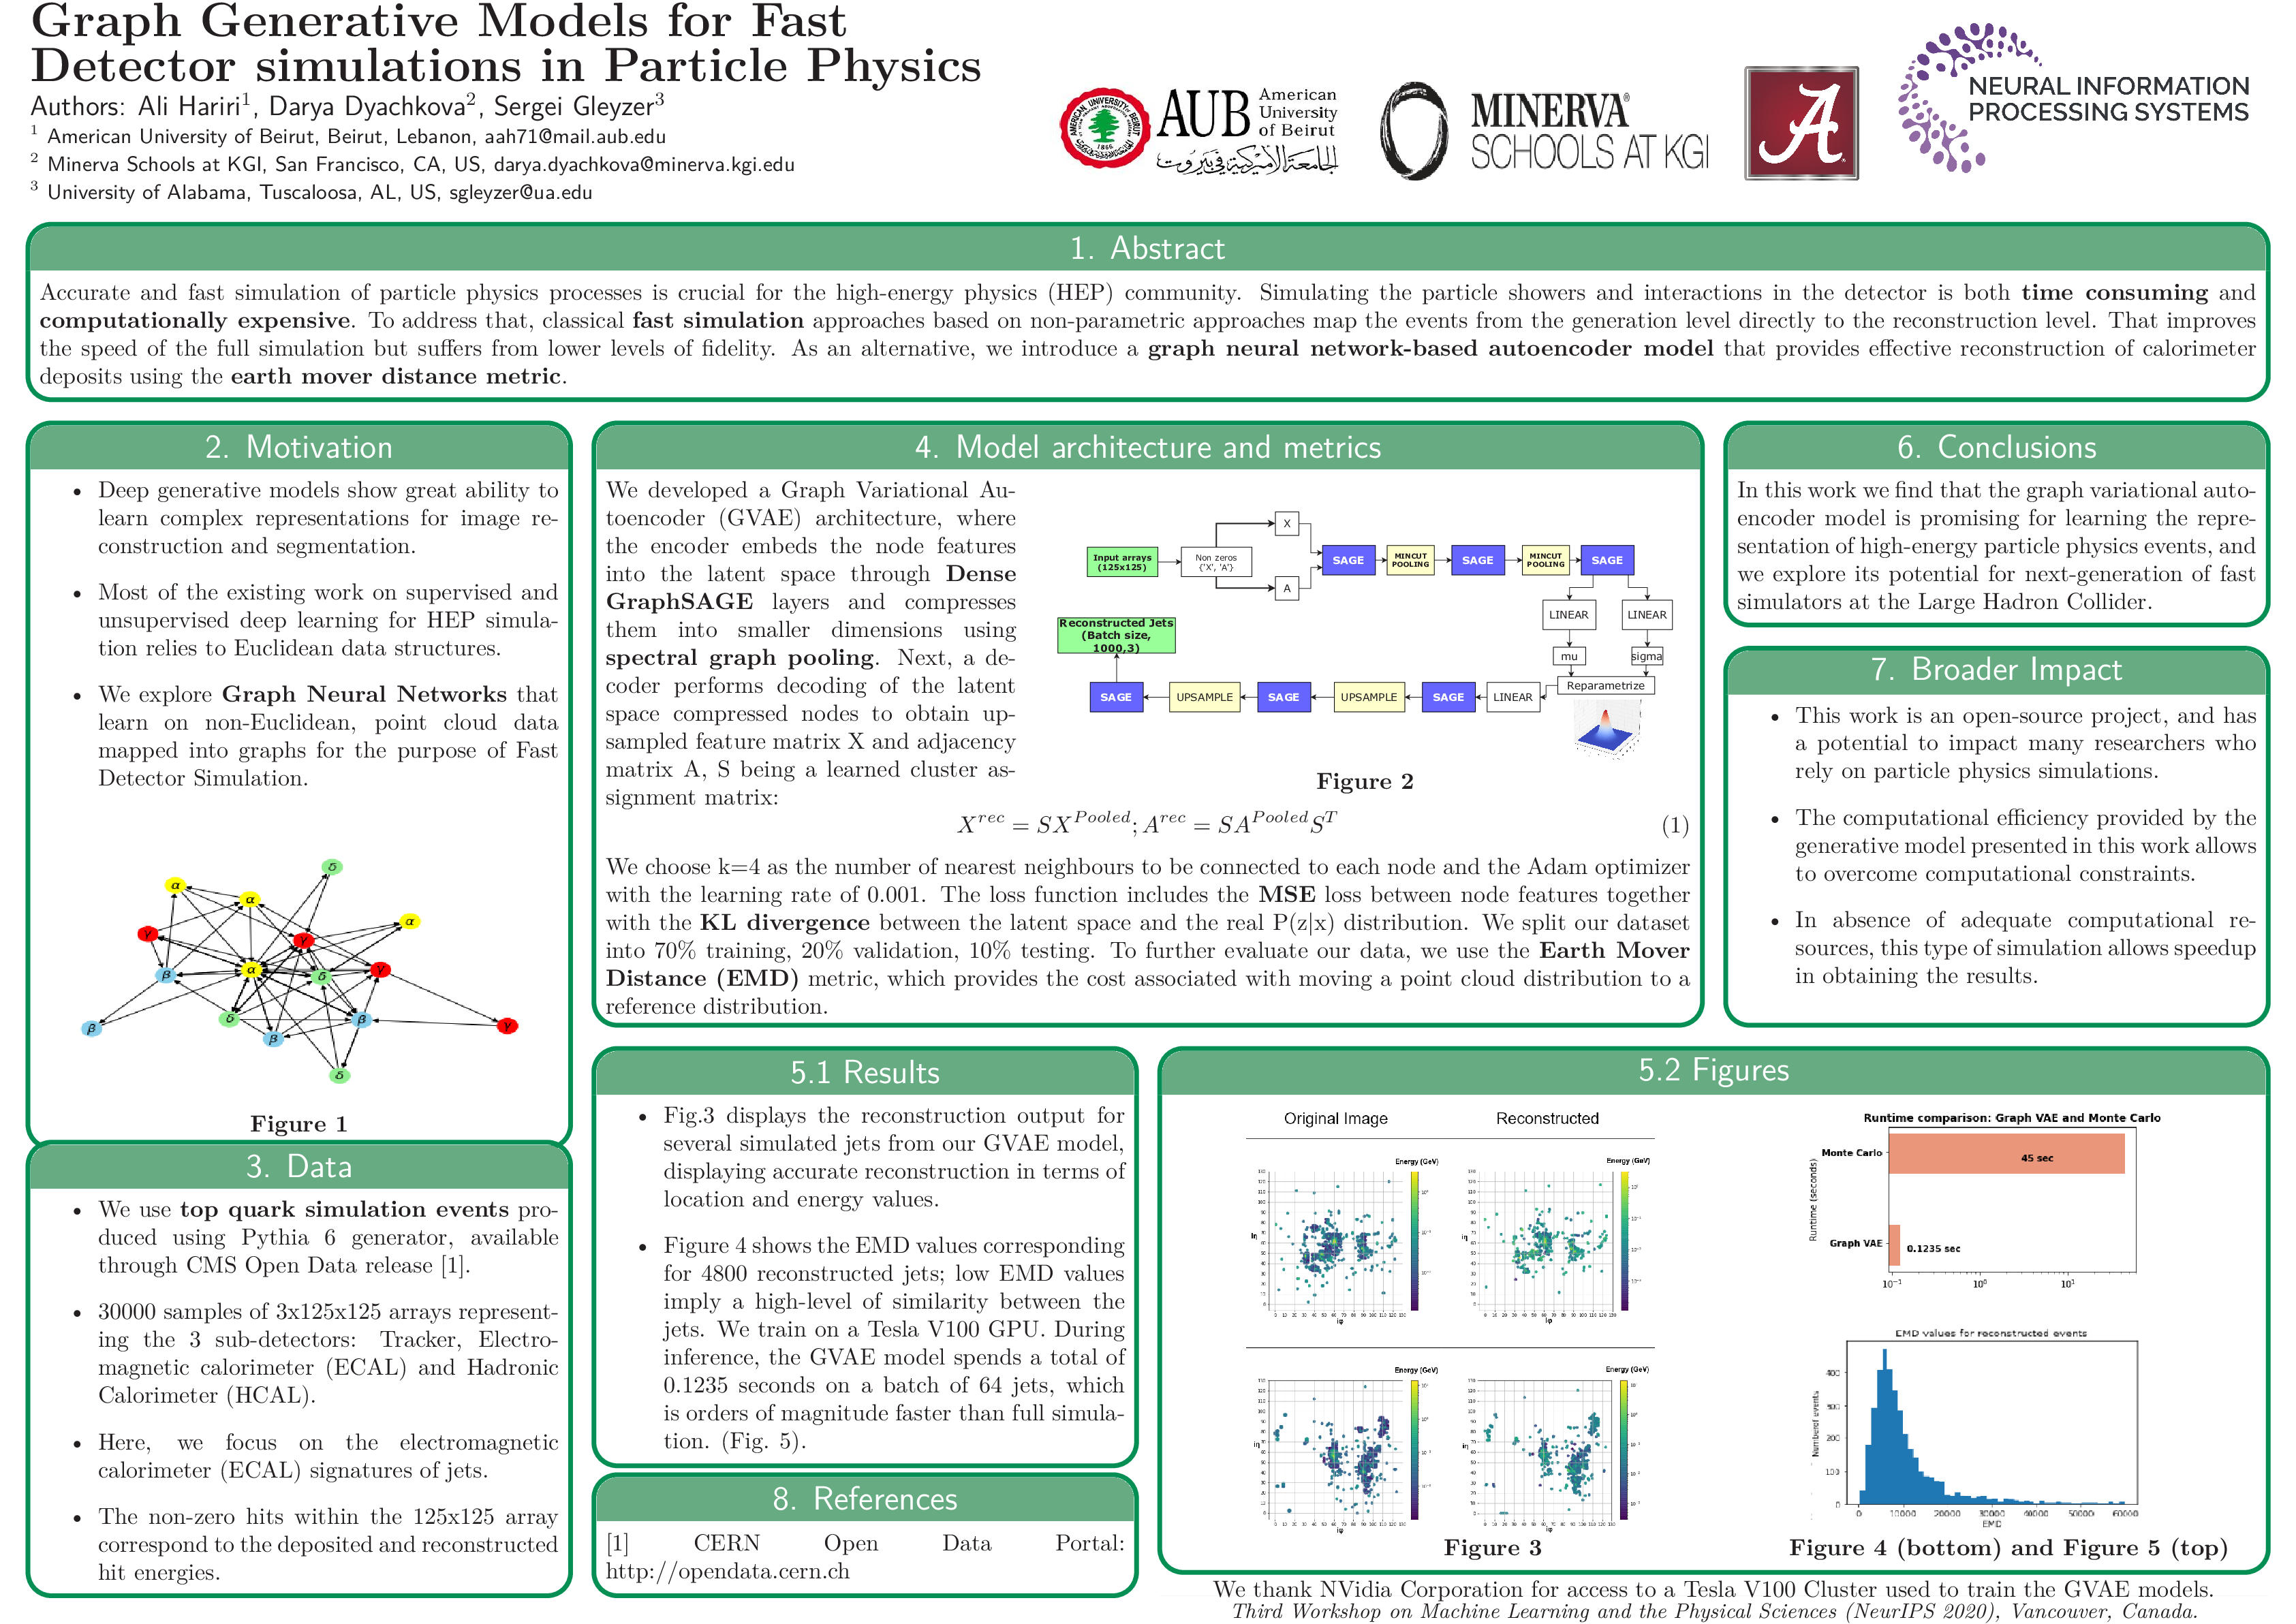 Graph Generative Models for Fast
Detector simulations in Particle Physics
Authors: Ali Hariri1, Darya Dyachkova2, Sergei Gleyzer3
1 American University of Beirut, Beirut, Lebanon, aah71@mail.aub.edu
2 Minerva Schools at KGI, San Francisco, CA, US, darya.dyachkova@minerva.kgi.edu
3 University of Alabama, Tuscaloosa, AL, US, sgleyzer@ua.edu
AUB American
University
of Beirut
الجامعة الأميركية في بيروت
MINERVA®
SCHOOLS AT KGI
A
NEURAL INFORMATION
PROCESSING SYSTEMS
1. Abstract
Accurate and fast simulation of particle physics processes is crucial for the high-energy physics (HEP) community. Simulating the particle showers and interactions in the detector is both time consuming and
computationally expensive. To address that, classical fast simulation approaches based on non-parametric approaches map the events from the generation level directly to the reconstruction level. That improves
the speed of the full simulation but suffers from lower levels of fidelity. As an alternative, we introduce a graph neural network-based autoencoder model that provides effective reconstruction of calorimeter
deposits using the earth mover distance metric.
2. Motivation
• Deep generative models show great ability to
learn complex representations for image re-
construction and segmentation.
• Most of the existing work on supervised and
unsupervised deep learning for HEP simula-
tion relies to Euclidean data structures.
• We explore Graph Neural Networks that
learn on non-Euclidean, point cloud data
mapped into graphs for the purpose of Fast
Detector Simulation.
δ
α
α
α
γ
γ
β
α
δ
γ
β
δ
β
β
γ
δ
Figure 1
3. Data
• We use top quark simulation events pro-
duced using Pythia 6 generator, available
through CMS Open Data release [1].
• 30000 samples of 3x125x125 arrays represent-
ing the 3 sub-detectors: Tracker, Electro-
magnetic calorimeter (ECAL) and Hadronic
Calorimeter (HCAL).
• Here, we focus on the electromagnetic
calorimeter (ECAL) signatures of jets.
• The non-zero hits within the 125x125 array
correspond to the deposited and reconstructed
hit energies.
4. Model architecture and metrics
We developed a Graph Variational Au-
toencoder (GVAE) architecture, where
the encoder embeds the node features
into the latent space through Dense
GraphSAGE layers and compresses
them into smaller dimensions using
spectral graph pooling. Next, a de-
coder performs decoding of the latent
space compressed nodes to obtain up-
sampled feature matrix X and adjacency
matrix A, S being a learned cluster as-
signment matrix:
Input arrays
(125x125)
Non zeros
{'X', 'A'}
X
A
SAGE
MINCUT
POOLING
SAGE
MINCUT
POOLING
SAGE
LINEAR
LINEAR
mu
sigma
Reparametrize
LINEAR
SAGE
UPSAMPLE
SAGE
UPSAMPLE
SAGE
Reconstructed Jets
(Batch size,
1000,3)
Figure 2
X^rec = SX^Pooled; A^rec = SA^Pooled S^T (1)
We choose k=4 as the number of nearest neighbours to be connected to each node and the Adam optimizer
with the learning rate of 0.001. The loss function includes the MSE loss between node features together
with the KL divergence between the latent space and the real P(z|x) distribution. We split our dataset
into 70% training, 20% validation, 10% testing. To further evaluate our data, we use the Earth Mover
Distance (EMD) metric, which provides the cost associated with moving a point cloud distribution to a
reference distribution.
5.1 Results
• Fig.3 displays the reconstruction output for
several simulated jets from our GVAE model,
displaying accurate reconstruction in terms of
location and energy values.
• Figure 4 shows the EMD values corresponding
for 4800 reconstructed jets; low EMD values
imply a high-level of similarity between the
jets. We train on a Tesla V100 GPU. During
inference, the GVAE model spends a total of
0.1235 seconds on a batch of 64 jets, which
is orders of magnitude faster than full simula-
tion. (Fig. 5).
8. References
[1] CERN Open Data Portal:
http://opendata.cern.ch
5.2 Figures
Original Image
Reconstructed
Energy (GeV)
Energy (GeV)
iη
iφ
iη
iφ
Energy (GeV)
Energy (GeV)
iη
iφ
iη
iφ
Figure 3
Runtime comparison: Graph VAE and Monte Carlo
Runtime (seconds)
Monte Carlo
45 sec
Graph VAE
0.1235 sec
10^-1 10^0 10^1
EMD values for reconstructed events
Number of events
400
300
200
100
0
0 10000 20000 30000 40000 50000 60000
EMD
Figure 4 (bottom) and Figure 5 (top)
6. Conclusions
In this work we find that the graph variational auto-
encoder model is promising for learning the repre-
sentation of high-energy particle physics events, and
we explore its potential for next-generation of fast
simulators at the Large Hadron Collider.
7. Broader Impact
• This work is an open-source project, and has
a potential to impact many researchers who
rely on particle physics simulations.
• The computational efficiency provided by the
generative model presented in this work allows
to overcome computational constraints.
• In absence of adequate computational re-
sources, this type of simulation allows speedup
in obtaining the results.
We thank NVidia Corporation for access to a Tesla V100 Cluster used to train the GVAE models.
Third Workshop on Machine Learning and the Physical Sciences (NeurIPS 2020), Vancouver, Canada.